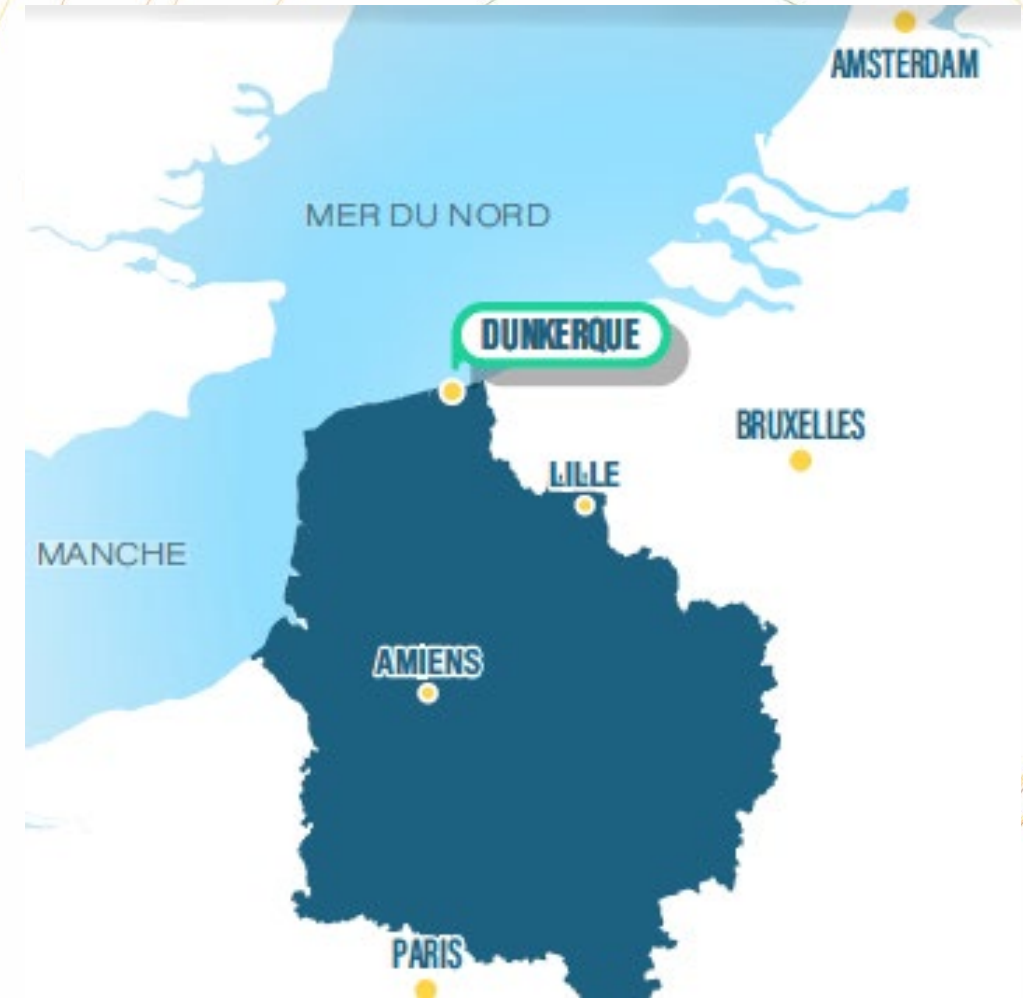 AMSTERDAM
MER DU NORD
DUNKERQUE
BRUXELLES
LILLE
MANCHE
AMIENS
PARIS